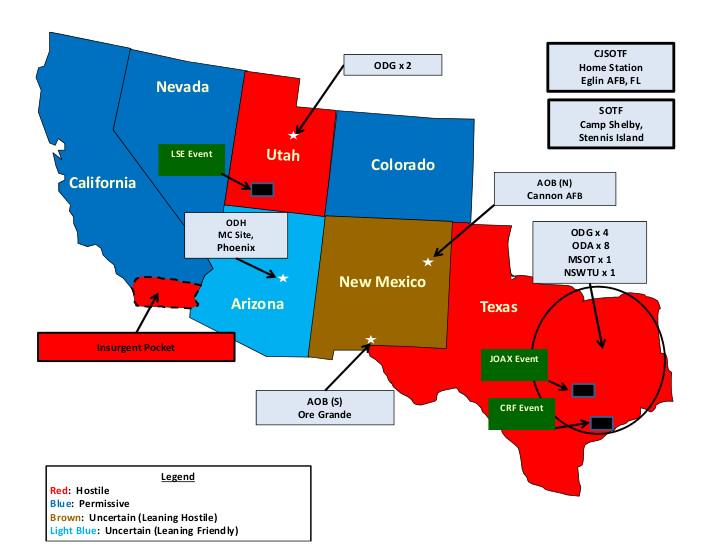 ODG x 2
CJSOTF
Home Station
Eglin AFB, FL
SOTF
Camp Shelby,
Stennis Island
Nevada
LSE Event
Utah
Colorado
California
AOB (N)
Cannon AFB
ODH
MC Site,
Phoenix
ODG x 4
ODA x 8
MSOT x 1
NSWTU x 1
New Mexico
Arizona
Texas
Insurgent Pocket
JOAX Event
CRF Event
AOB (S)
Ore Grande
Legend
Red: Hostile
Blue: Permissive
Brown: Uncertain (Leaning Hostile)
Light Blue: Uncertain (Leaning Friendly)